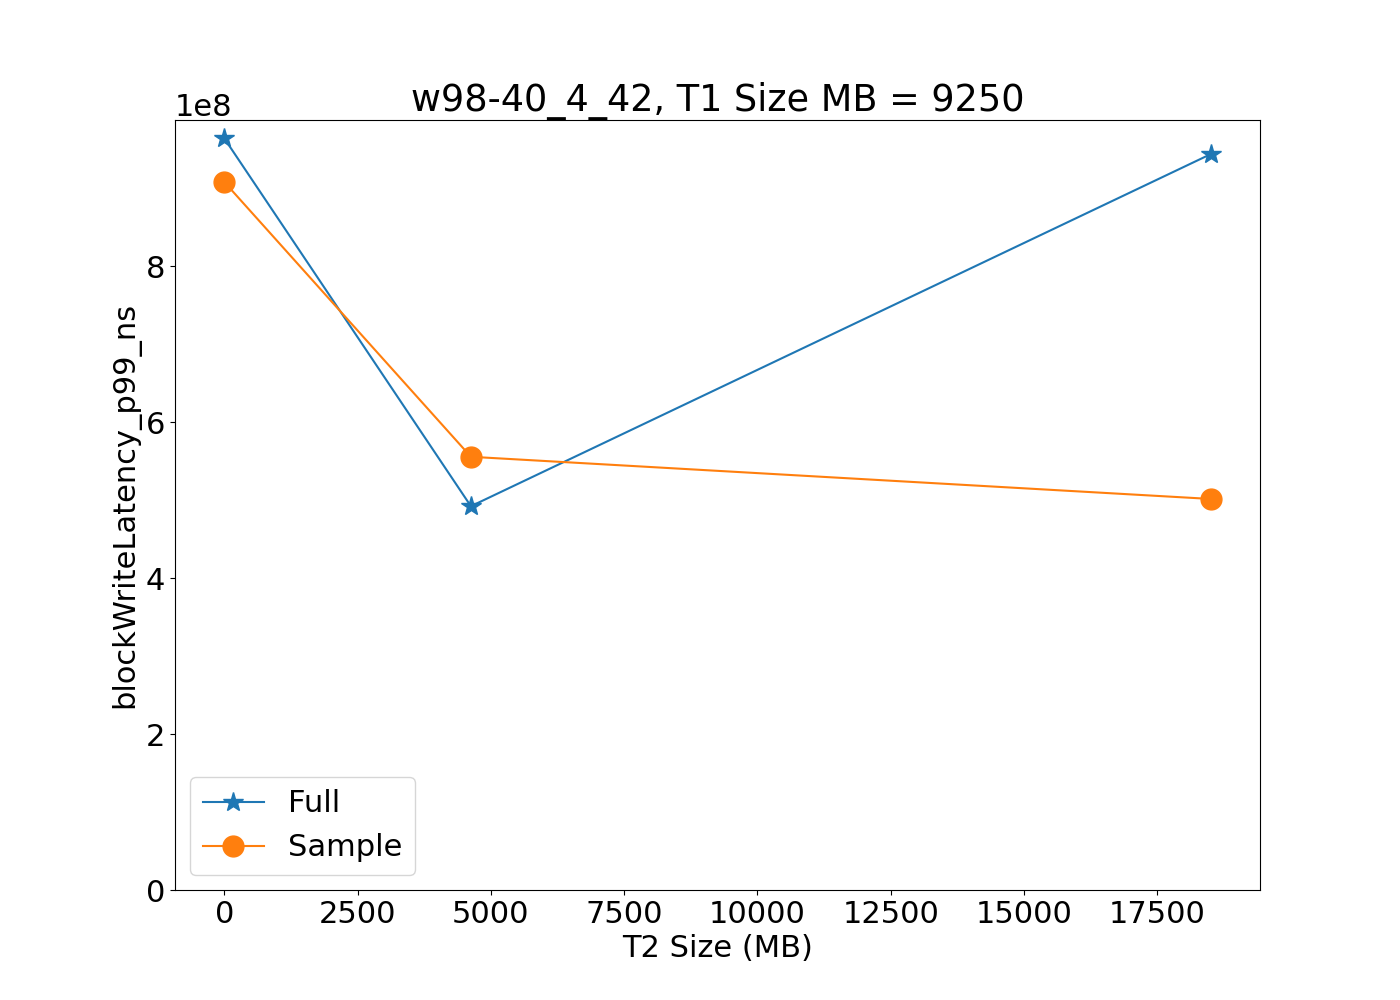 w98-40_4_42, T1 Size MB = 9250
1e8
8
6
4
2
0
blockWriteLatency_p99_ns
Full
Sample
0 2500 5000 7500 10000 12500 15000 17500
T2 Size (MB)